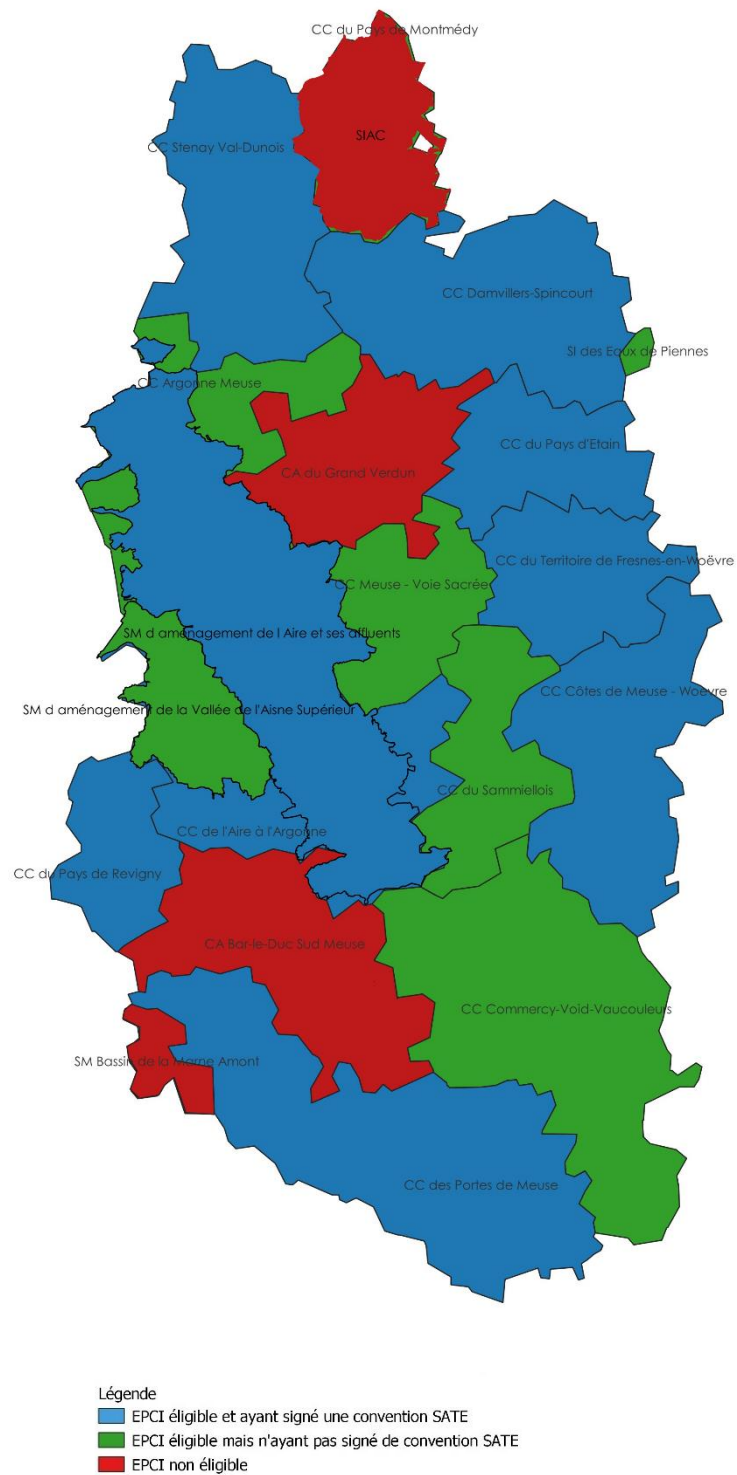 CC du Pays de Montmédy
SIAC
CC Stenay Val-Dunois
CC Damvillers-Spincourt
SI des Eaux de Piennes
CC Argonne Meuse
CC du Pays d'Etain
CA du Grand Verdun
CC du Territoire de Fresnes-en-Woëvre
CC Meuse - Voie Sacrée
SM d aménagement de l Aire et ses affluents
CC Côtes de Meuse - Woevre
SM d aménagement de la Vallée de l'Aisne Supérieur
CC du Sammiellois
CC de l'Aire à l'Argonne
CC du Pays de Revigny
CA Bar-le-Duc Sud Meuse
CC Commercy-Void-Vaucouleurs
SM Bassin de la Marne Amont
CC des Portes de Meuse
Légende
EPCI éligible et ayant signé une convention SATE
EPCI éligible mais n'ayant pas signé de convention SATE
EPCI non éligible